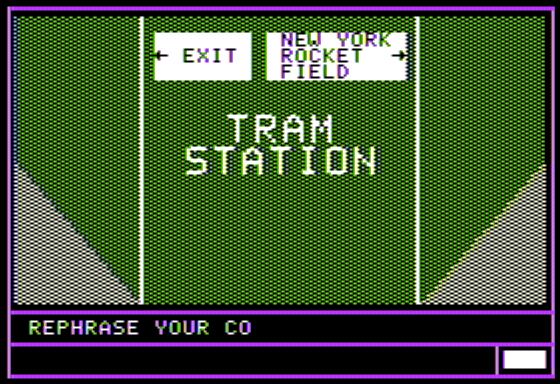 ← EXIT
NEW YORK
ROCKET →
FIELD
TRAM
STATION
REPHRASE YOUR CO